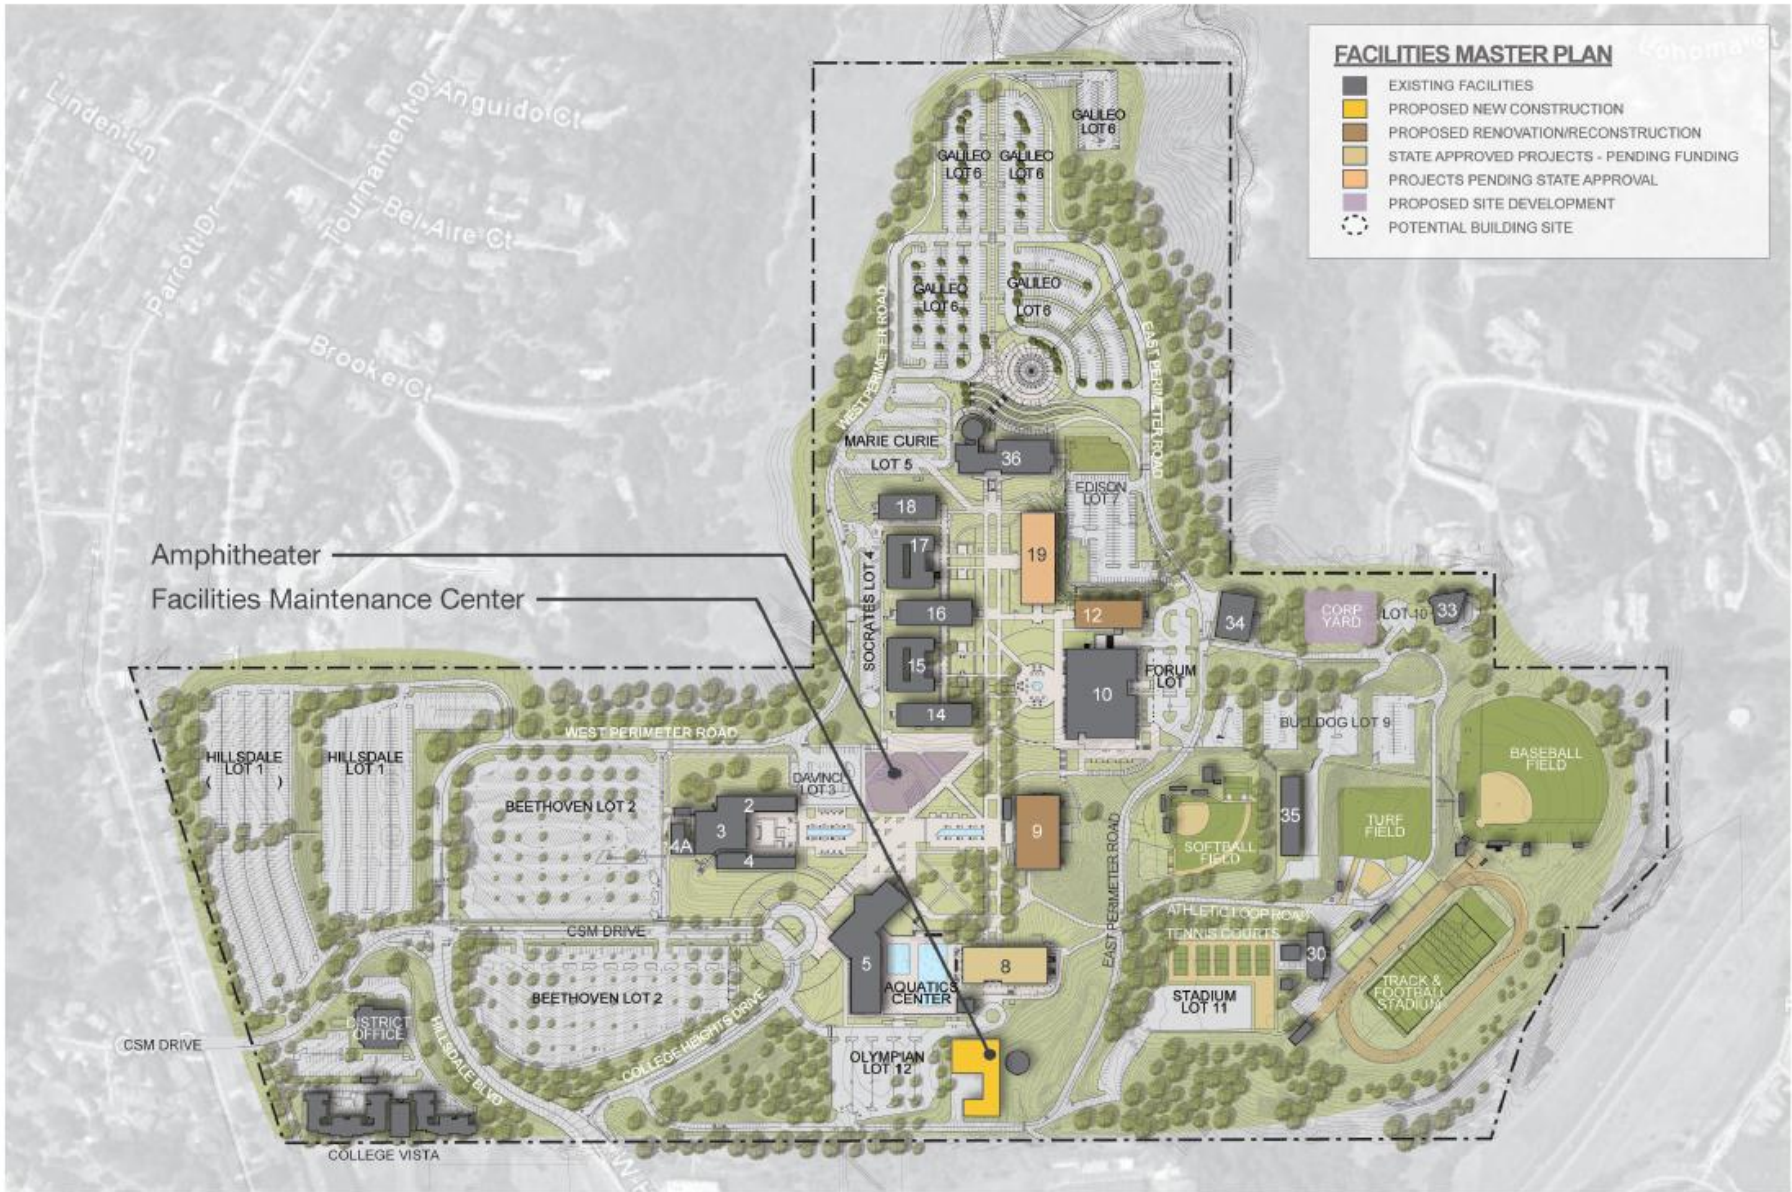 FACILITIES MASTER PLAN
EXISTING FACILITIES
PROPOSED NEW CONSTRUCTION
PROPOSED RENOVATION/RECONSTRUCTION
STATE APPROVED PROJECTS - PENDING FUNDING
PROJECTS PENDING STATE APPROVAL
PROPOSED SITE DEVELOPMENT
POTENTIAL BUILDING SITE
Linden Ln
Tournament Dr
Anguido Ct
Bel Aire Ct
Parrott Dr
Brooke Ct
GALILEO
LOT 6
GALILEO
LOT 6
GALILEO
LOT 6
GALILEO
LOT 6
GALILEO
LOT 6
WEST PERIMETER ROAD
EAST PERIMETER ROAD
MARIE CURIE
LOT 5
36
EDISON
LOT 7
18
17
19
SOCRATES LOT 4
16
12
15
14
10
FORUM
LOT
34
CORP
YARD
LOT 10
33
Amphitheater
Facilities Maintenance Center
WEST PERIMETER ROAD
HILLSDALE
LOT 1
( )
HILLSDALE
LOT 1
BEETHOVEN LOT 2
DAVINCI
LOT 3
2
3
4A
4
9
BULLDOG LOT 9
BASEBALL
FIELD
35
TURF
FIELD
SOFTBALL
FIELD
EAST PERIMETER ROAD
ATHLETIC LOOP ROAD
TENNIS COURTS
30
TRACK &
FOOTBALL
STADIUM
STADIUM
LOT 11
CSM DRIVE
BEETHOVEN LOT 2
5
AQUATICS
CENTER
8
OLYMPIAN
LOT 12
COLLEGE HEIGHTS DRIVE
HILLSDALE BLVD
DISTRICT
OFFICE
CSM DRIVE
COLLEGE VISTA